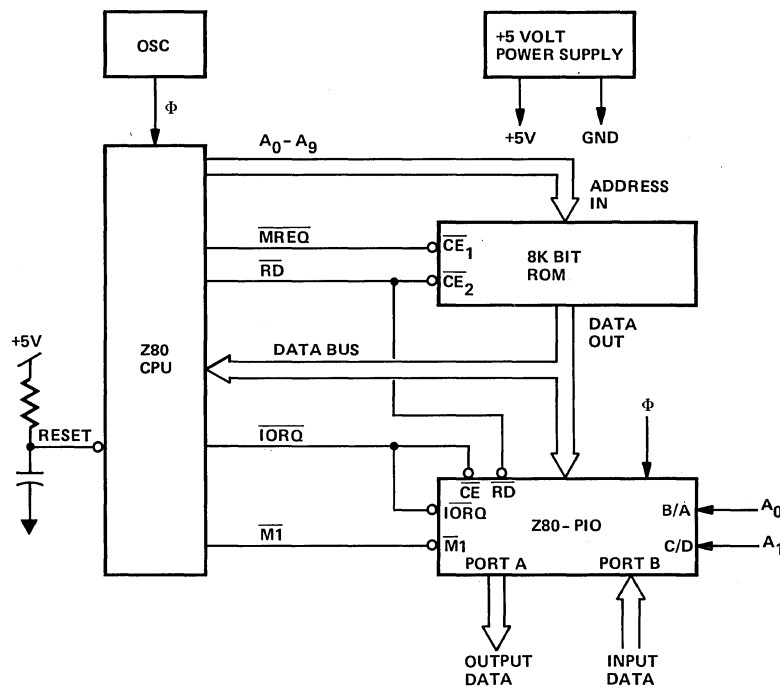 OSC
+5 VOLT
POWER SUPPLY
Φ
+5V
GND
A0-A9
ADDRESS
IN
MREQ
CE1
8K BIT
ROM
RD
CE2
+5V
DATA
OUT
Z80
CPU
DATA BUS
Φ
RESET
IORQ
CE
RD
IORQ
Z80-PIO
B/A
A0
M1
M1
C/D
A1
PORT A
PORT B
OUTPUT
DATA
INPUT
DATA